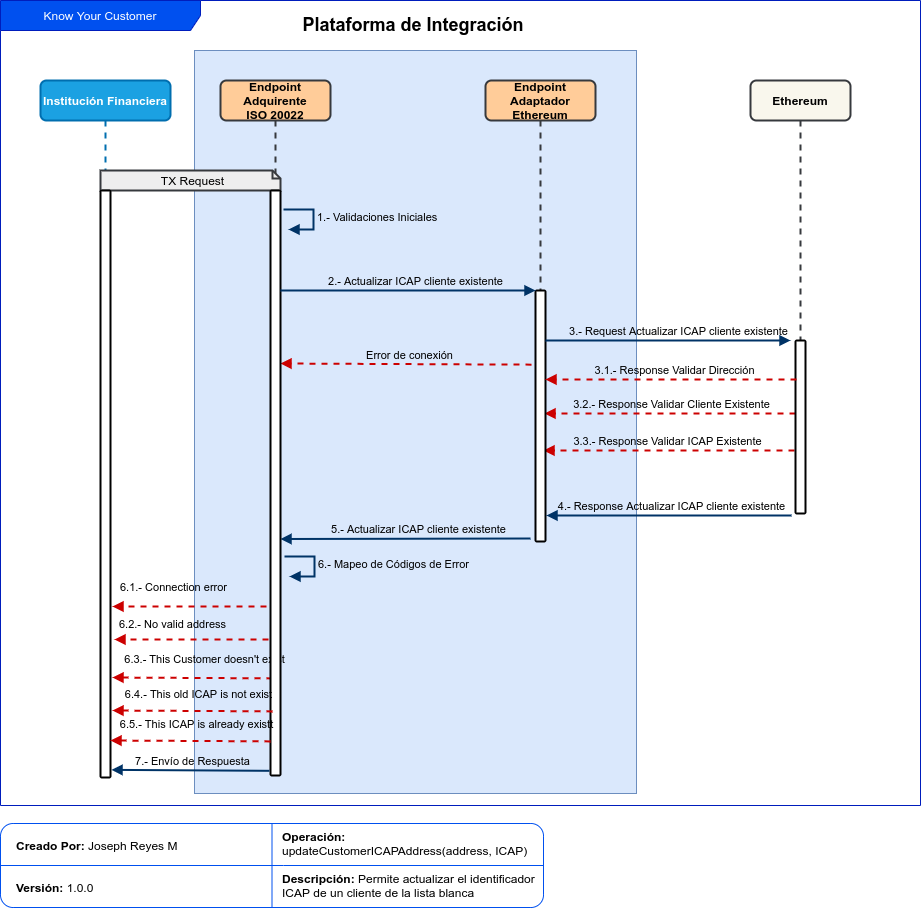 Know Your Customer
Plataforma de Integración
Institución Financiera
Endpoint
Adquirente
ISO 20022
Endpoint
Adaptador
Ethereum
Ethereum
TX Request
1.- Validaciones Iniciales
2.- Actualizar ICAP cliente existente
3.- Request Actualizar ICAP cliente existente
Error de conexión
3.1.- Response Validar Dirección
3.2.- Response Validar Cliente Existente
3.3.- Response Validar ICAP Existente
4.- Response Actualizar ICAP cliente existente
5.- Actualizar ICAP cliente existente
6.- Mapeo de Códigos de Error
6.1.- Connection error
6.2.- No valid address
6.3.- This Customer doesn't exist
6.4.- This old ICAP is not exist
6.5.- This ICAP is already existt
7.- Envío de Respuesta
Creado Por: Joseph Reyes M
Operación:
updateCustomerICAPAddress(address, ICAP)
Versión: 1.0.0
Descripción: Permite actualizar el identificador
ICAP de un cliente de la lista blanca